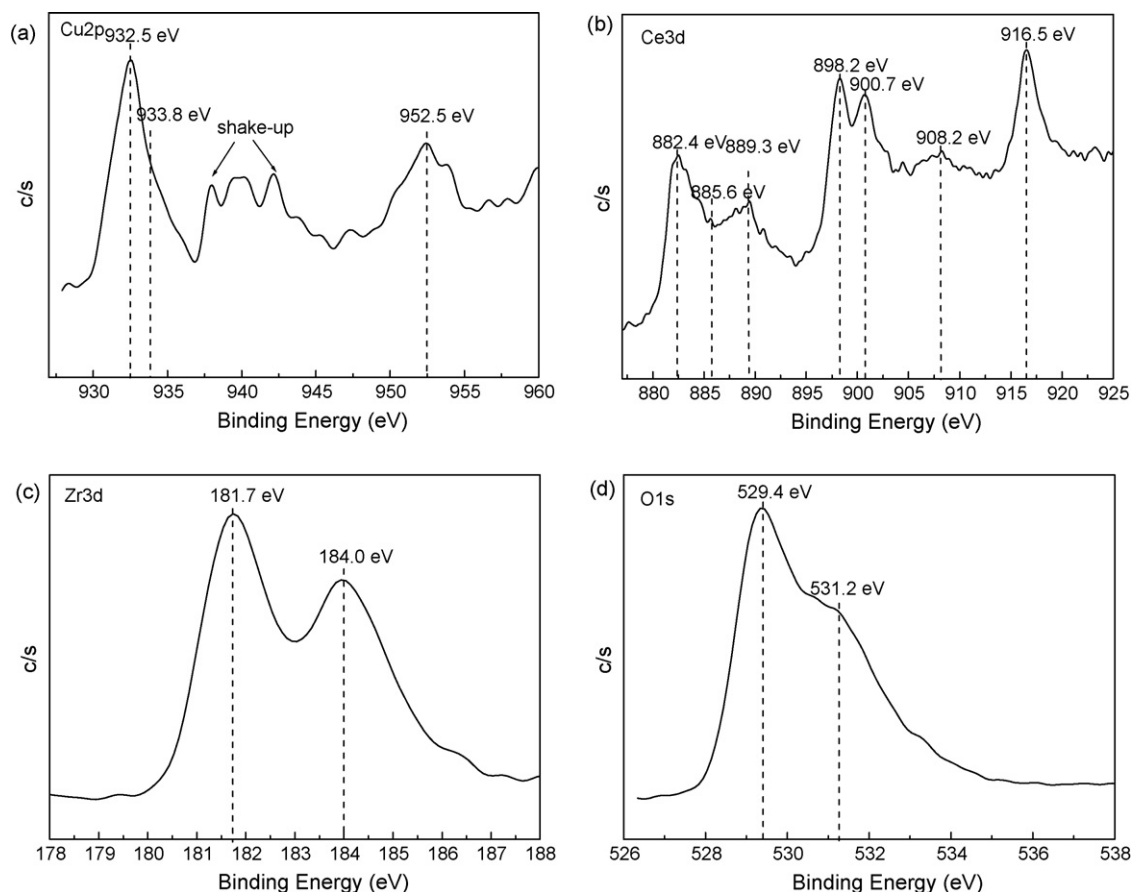 (a)
Cu2p
932.5 eV
933.8 eV
shake-up
952.5 eV
c/s
930 935 940 945 950 955 960
Binding Energy (eV)
(b)
Ce3d
916.5 eV
898.2 eV
900.7 eV
908.2 eV
882.4 eV
889.3 eV
885.6 eV
c/s
880 885 890 895 900 905 910 915 920 925
Binding Energy (eV)
(c)
Zr3d
181.7 eV
184.0 eV
c/s
178 179 180 181 182 183 184 185 186 187 188
Binding Energy (eV)
(d)
O1s
529.4 eV
531.2 eV
c/s
526 528 530 532 534 536 538
Binding Energy (eV)